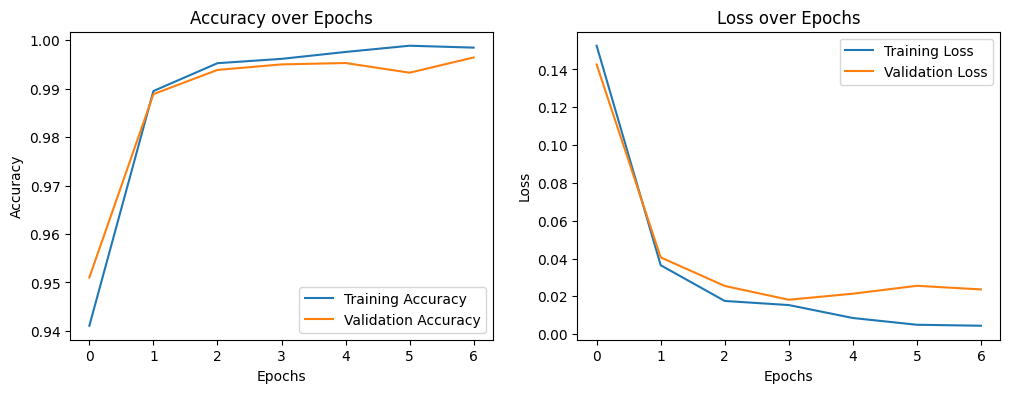 Accuracy over Epochs
1.00
0.99
0.98
0.97
0.96
0.95
0.94
Accuracy
0 1 2 3 4 5 6
Epochs
Training Accuracy
Validation Accuracy
Loss over Epochs
0.14
0.12
0.10
0.08
0.06
0.04
0.02
0.00
Loss
0 1 2 3 4 5 6
Epochs
Training Loss
Validation Loss